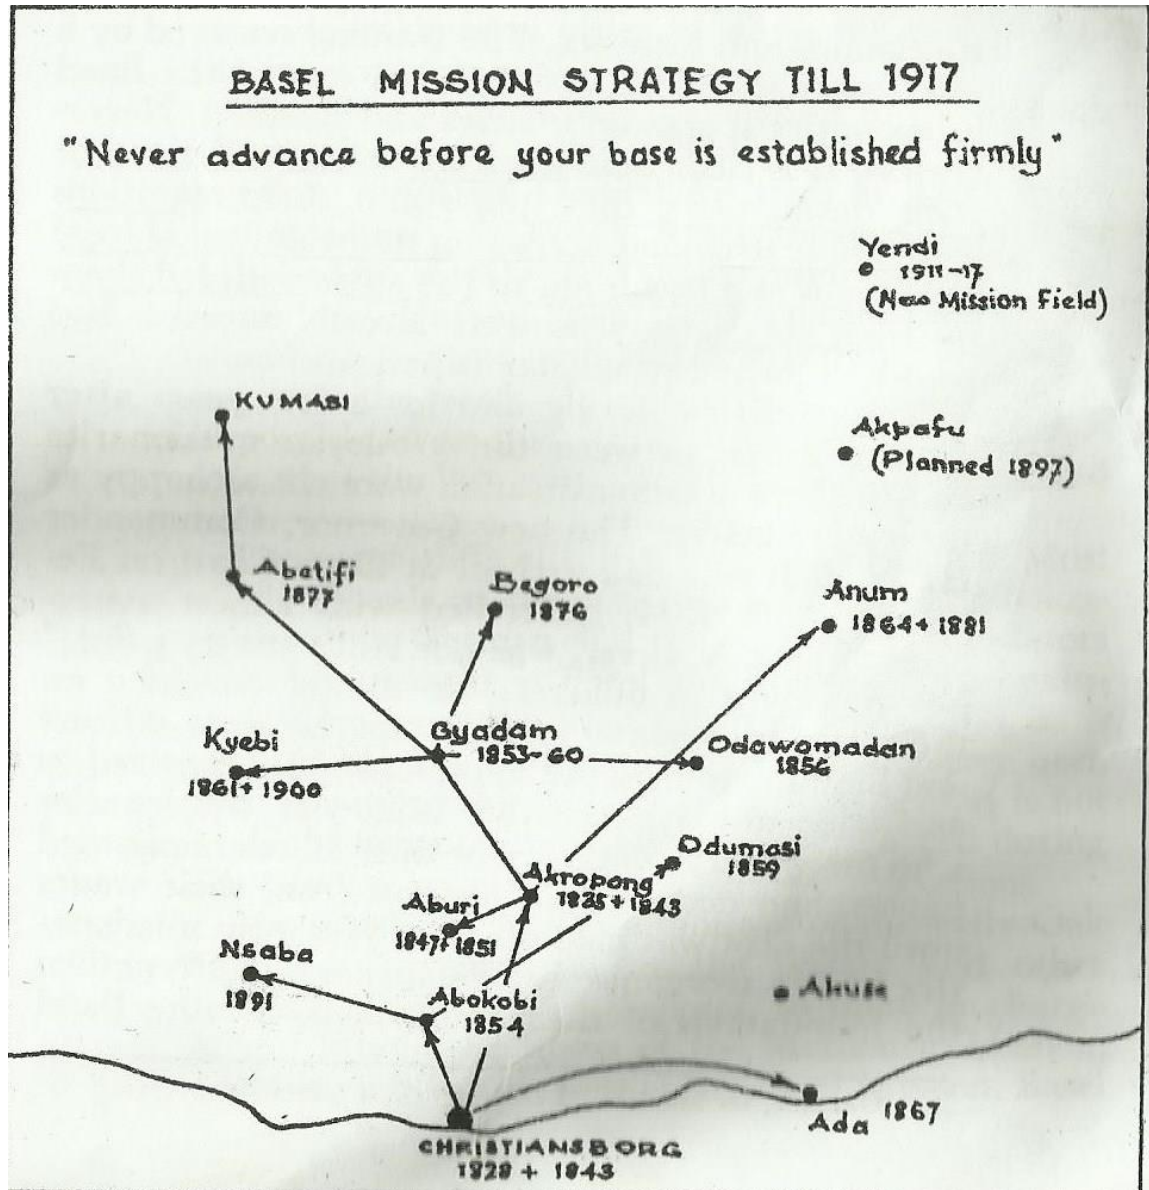 BASEL MISSION STRATEGY TILL 1917
"Never advance before your base is established firmly"
Yendi
1911-17
(New Mission Field)
KUMASI
Akpafu
(Planned 1897)
Abetifi
1877
Begoro
1876
Anum
1864+1881
Gyadam
1853-60
Kyebi
1861+1900
Odawomadan
1856
Odumasi
1859
Akropong
1835+1843
Aburi
1847+1851
Nsaba
1891
Abokobi
1854
Akuse
Ada 1867
CHRISTIANSBORG
1828 + 1843